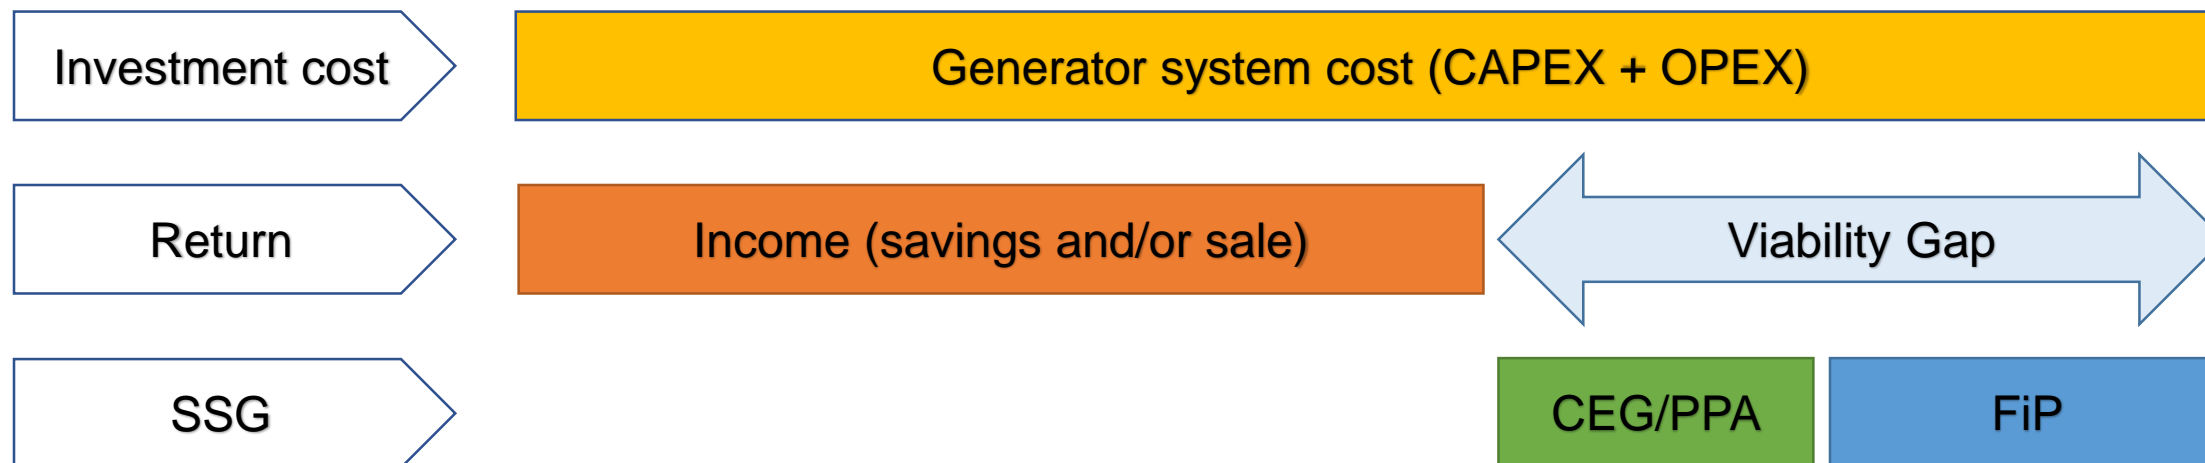 Investment cost
Generator system cost (CAPEX + OPEX)
Return
Income (savings and/or sale)
Viability Gap
SSG
CEG/PPA
FiP